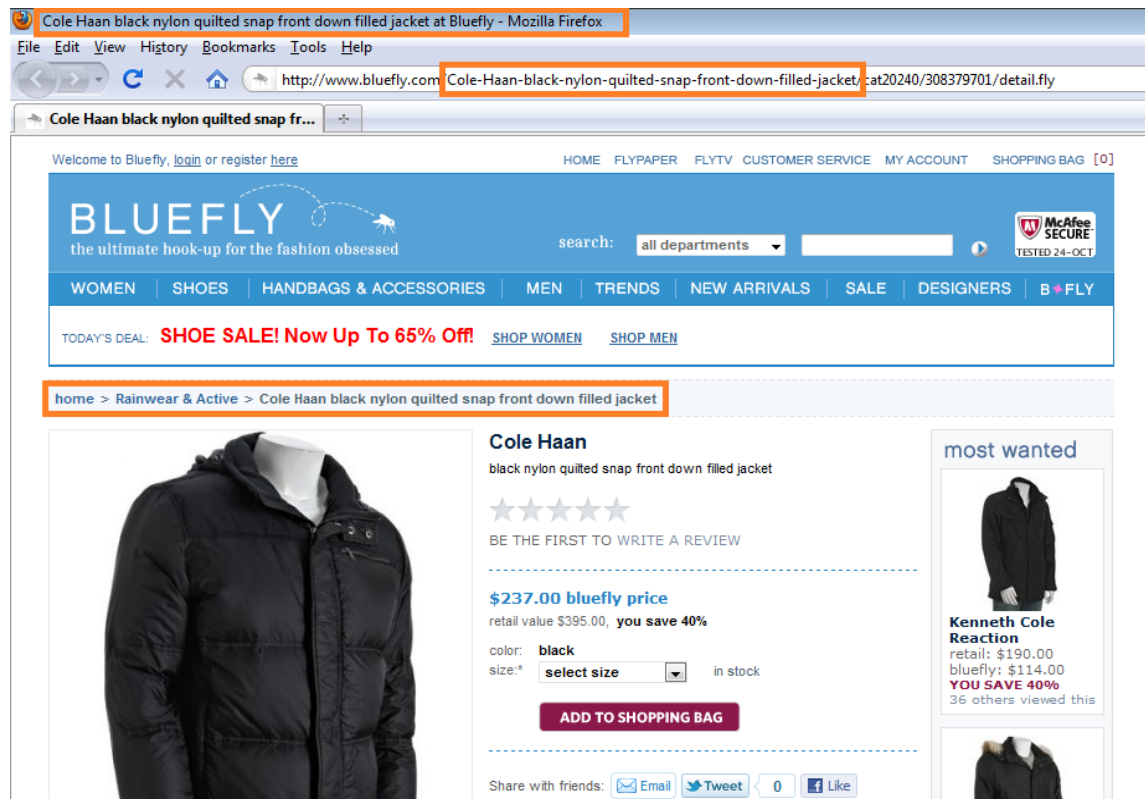 Cole Haan black nylon quilted snap front down filled jacket at Bluefly - Mozilla Firefox
File Edit View History Bookmarks Tools Help
http://www.bluefly.com/Cole-Haan-black-nylon-quilted-snap-front-down-filled-jacket/cat20240/308379701/detail.fly
Cole Haan black nylon quilted snap fr...
Welcome to Bluefly, login or register here HOME FLYPAPER FLYTV CUSTOMER SERVICE MY ACCOUNT SHOPPING BAG [0]
BLUEFLY
the ultimate hook-up for the fashion obsessed
search: all departments
McAfee
SECURE
TESTED 24-OCT
WOMEN SHOES HANDBAGS & ACCESSORIES MEN TRENDS NEW ARRIVALS SALE DESIGNERS B FLY
TODAY'S DEAL: SHOE SALE! Now Up To 65% Off! SHOP WOMEN SHOP MEN
home > Rainwear & Active > Cole Haan black nylon quilted snap front down filled jacket
Cole Haan
black nylon quilted snap front down filled jacket
BE THE FIRST TO WRITE A REVIEW
$237.00 bluefly price
retail value $395.00, you save 40%
color: black
size:* select size in stock
ADD TO SHOPPING BAG
Share with friends: Email Tweet 0 Like
most wanted
Kenneth Cole
Reaction
retail: $190.00
bluefly: $114.00
YOU SAVE 40%
36 others viewed this